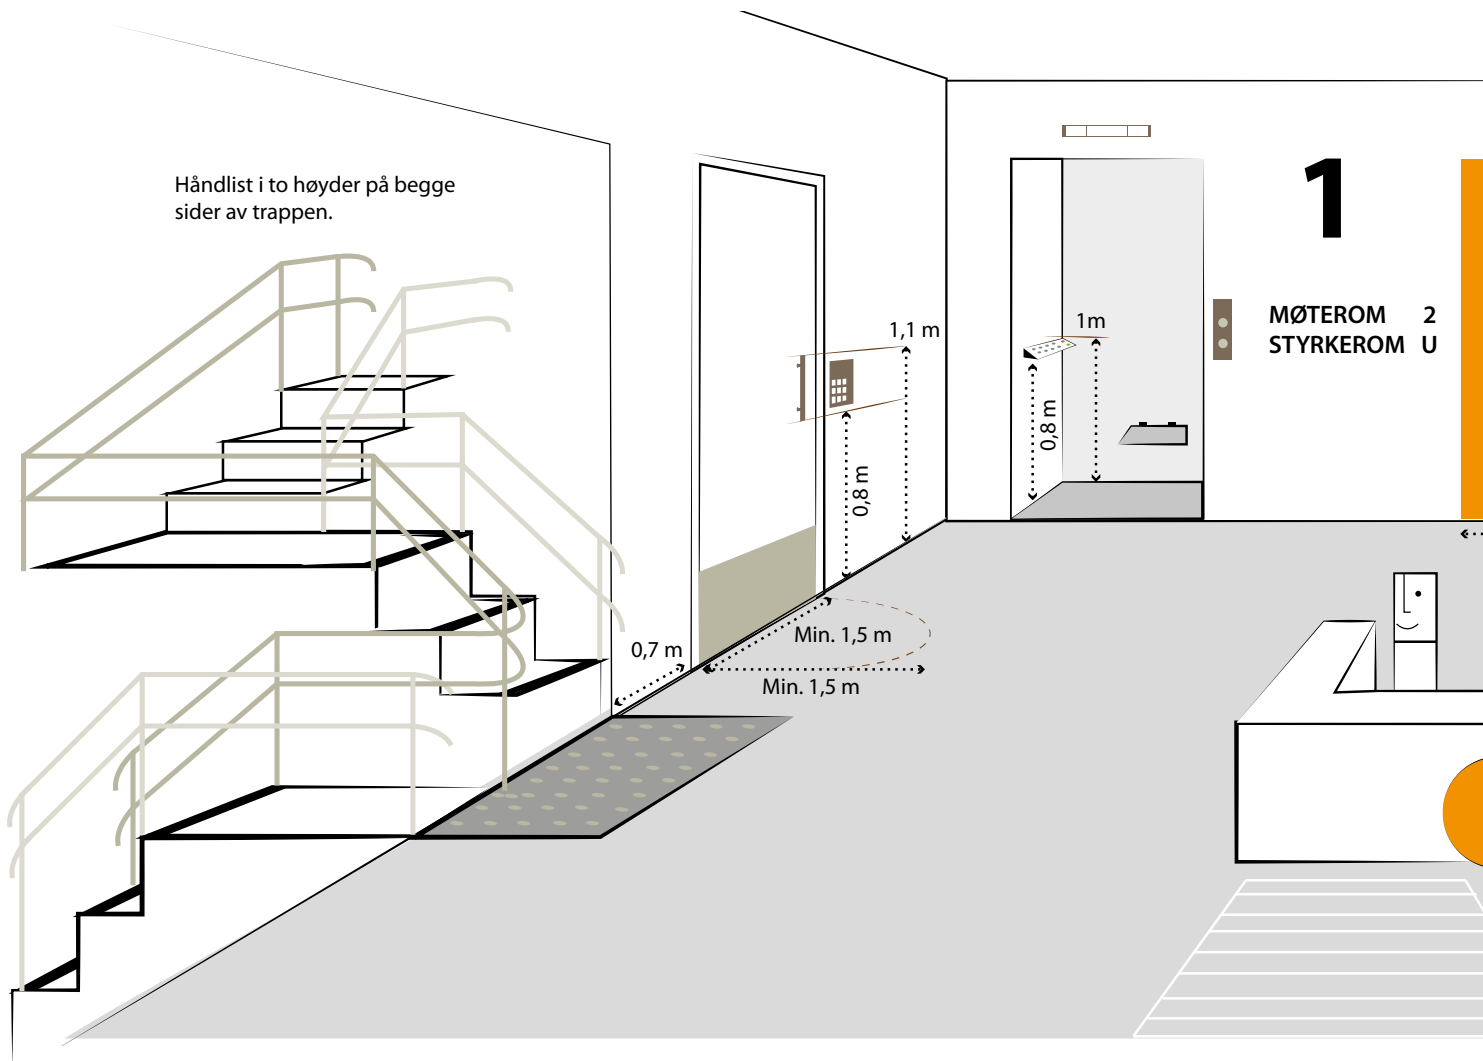 Håndlist i to høyder på begge
sider av trappen.
1
1,1 m
1m
MØTEROM 2
STYRKEROM U
0,8 m
0,8 m
0,7 m
Min. 1,5 m
Min. 1,5 m